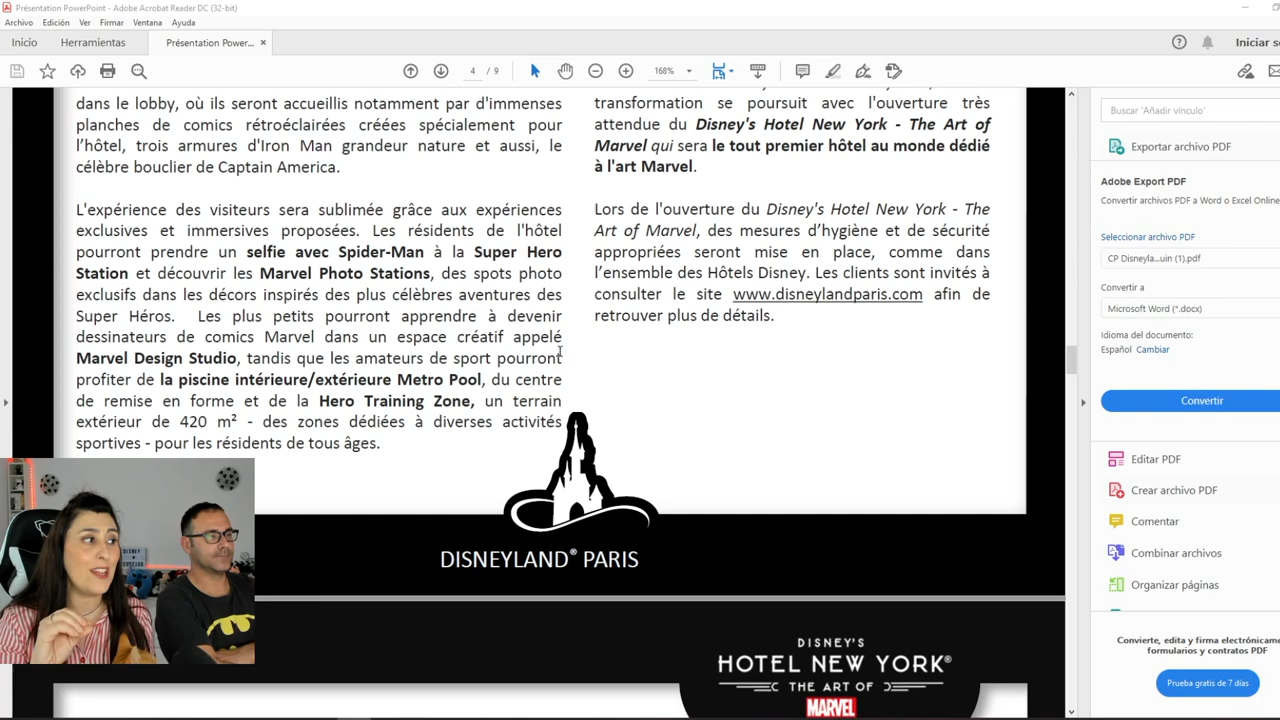 Présentation PowerPoint - Adobe Acrobat Reader DC (32-bit)
Archivo Edición Ver Firmar Ventana Ayuda
Inicio Herramientas Présentation Power... × Iniciar se
4 / 9 168%
dans le lobby, où ils seront accueillis notamment par d'immenses
planches de comics rétroéclairées créées spécialement pour
l'hôtel, trois armures d'Iron Man grandeur nature et aussi, le
célèbre bouclier de Captain America.
L'expérience des visiteurs sera sublimée grâce aux expériences
exclusives et immersives proposées. Les résidents de l'hôtel
pourront prendre un selfie avec Spider-Man à la Super Hero
Station et découvrir les Marvel Photo Stations, des spots photo
exclusifs dans les décors inspirés des plus célèbres aventures des
Super Héros. Les plus petits pourront apprendre à devenir
dessinateurs de comics Marvel dans un espace créatif appelé
Marvel Design Studio, tandis que les amateurs de sport pourront
profiter de la piscine intérieure/extérieure Metro Pool, du centre
de remise en forme et de la Hero Training Zone, un terrain
extérieur de 420 m² - des zones dédiées à diverses activités
sportives - pour les résidents de tous âges.
transformation se poursuit avec l'ouverture très
attendue du Disney's Hotel New York - The Art of
Marvel qui sera le tout premier hôtel au monde dédié
à l'art Marvel.
Lors de l'ouverture du Disney's Hotel New York - The
Art of Marvel, des mesures d’hygiène et de sécurité
appropriées seront mise en place, comme dans
l’ensemble des Hôtels Disney. Les clients sont invités à
consulter le site www.disneylandparis.com afin de
retrouver plus de détails.
DISNEYLAND® PARIS
DISNEY'S
HOTEL NEW YORK®
THE ART OF
MARVEL
Buscar 'Añadir vínculo'
Exportar archivo PDF
Adobe Export PDF
Convertir archivos PDF a Word o Excel Online
Seleccionar archivo PDF
CP Disneyla...uin (1).pdf
Convertir a
Microsoft Word (*.docx)
Idioma del documento:
Español Cambiar
Convertir
Editar PDF
Crear archivo PDF
Comentar
Combinar archivos
Organizar páginas
Convierte, edita y firma electrónicame
formularios y contratos PDF
Prueba gratis de 7 días